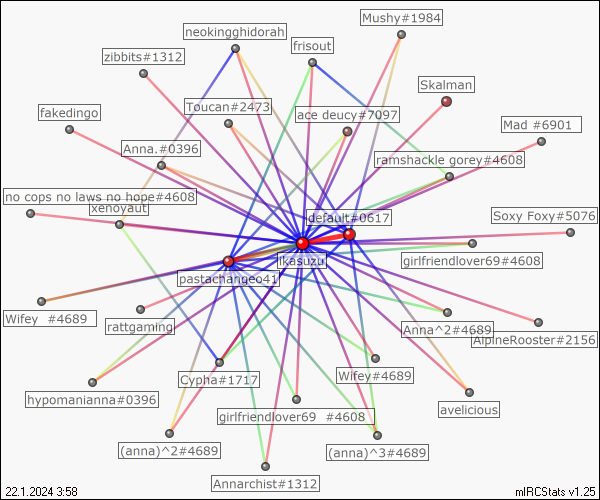 Mushy#1984
neokingghidorah
frisout
zibbits#1312
Skalman
Toucan#2473
ace deucy#7097
fakedingo
Mad #6901
Anna.#0396
ramshackle gorey#4608
no cops no laws no hope#4608
xenoyaut
default#0617
Soxy Foxy#5076
ikasuzu
girlfriendlover69#4608
pastachangeo41
Wifey #4689
rattgaming
Anna^2#4689
AlpineRooster#2156
Wifey#4689
Cypha#1717
hypomanianna#0396
avelicious
girlfriendlover69 #4608
(anna)^2#4689
(anna)^3#4689
Annarchist#1312
22.1.2024 3:58
mIRCStats v1.25